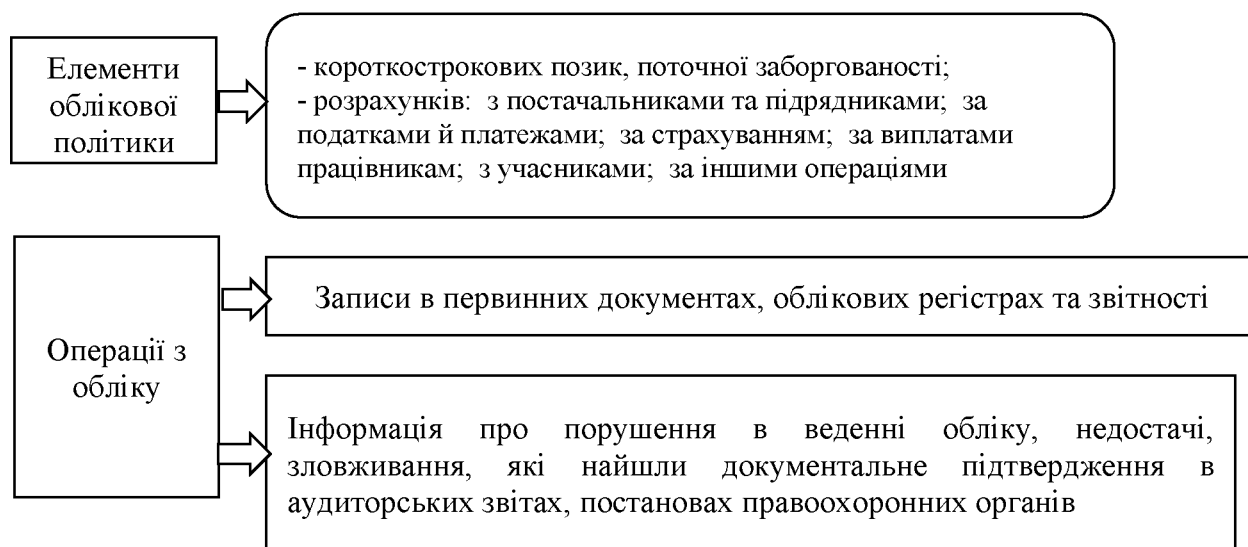 Елементи
облікової
політики
- короткострокових позик, поточної заборгованості;
- розрахунків: з постачальниками та підрядниками; за
податками й платежами; за страхуванням; за виплатами
працівникам; з учасниками; за іншими операціями
Операції з
обліку
Записи в первинних документах, облікових регістрах та звітності
Інформація про порушення в веденні обліку, недостачі,
зловживання, які найшли документальне підтвердження в
аудиторських звітах, постановах правоохоронних органів